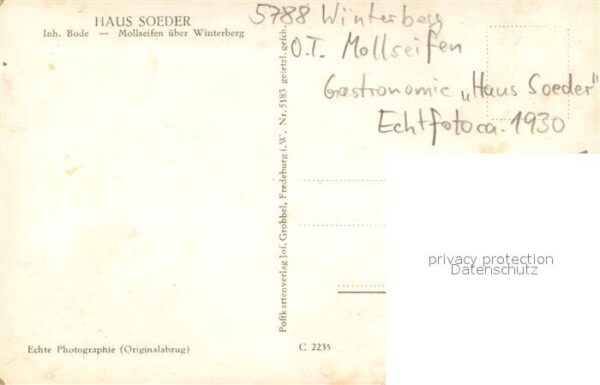 HAUS SOEDER
Inh. Bode — Mollseifen über Winterberg
5788 Winterberg
O.T. Mollseifen
Gastronomie „Haus Soeder"
Echtfoto ca. 1930
Postkartenverlag Jos. Grobbel, Fredeburg i. W. Nr. 5183 gesetzl. gesch.
privacy protection
Datenschutz
Echte Photographie (Originalabzug)
C 2235